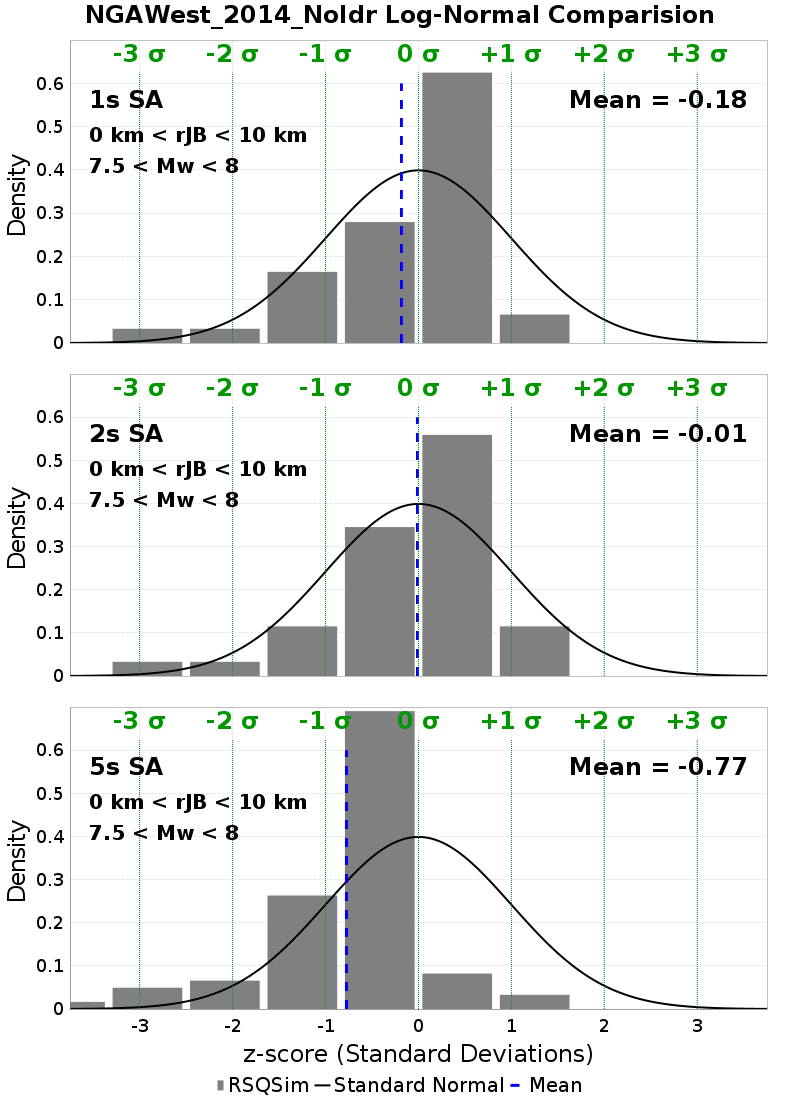 NGAWest_2014_NoIdr Log-Normal Comparision
-3 σ -2 σ -1 σ 0 σ +1 σ +2 σ +3 σ
0.6
1s SA Mean = -0.18
0.5
0 km < rJB < 10 km
0.4
7.5 < Mw < 8
0.3
0.2
0.1
0
Density
-3 σ -2 σ -1 σ 0 σ +1 σ +2 σ +3 σ
0.6
2s SA Mean = -0.01
0.5
0 km < rJB < 10 km
0.4
7.5 < Mw < 8
0.3
0.2
0.1
0
Density
-3 σ -2 σ -1 σ 0 σ +1 σ +2 σ +3 σ
0.6
5s SA Mean = -0.77
0.5
0 km < rJB < 10 km
0.4
7.5 < Mw < 8
0.3
0.2
0.1
0
Density
-3 -2 -1 0 1 2 3
z-score (Standard Deviations)
RSQSim Standard Normal Mean